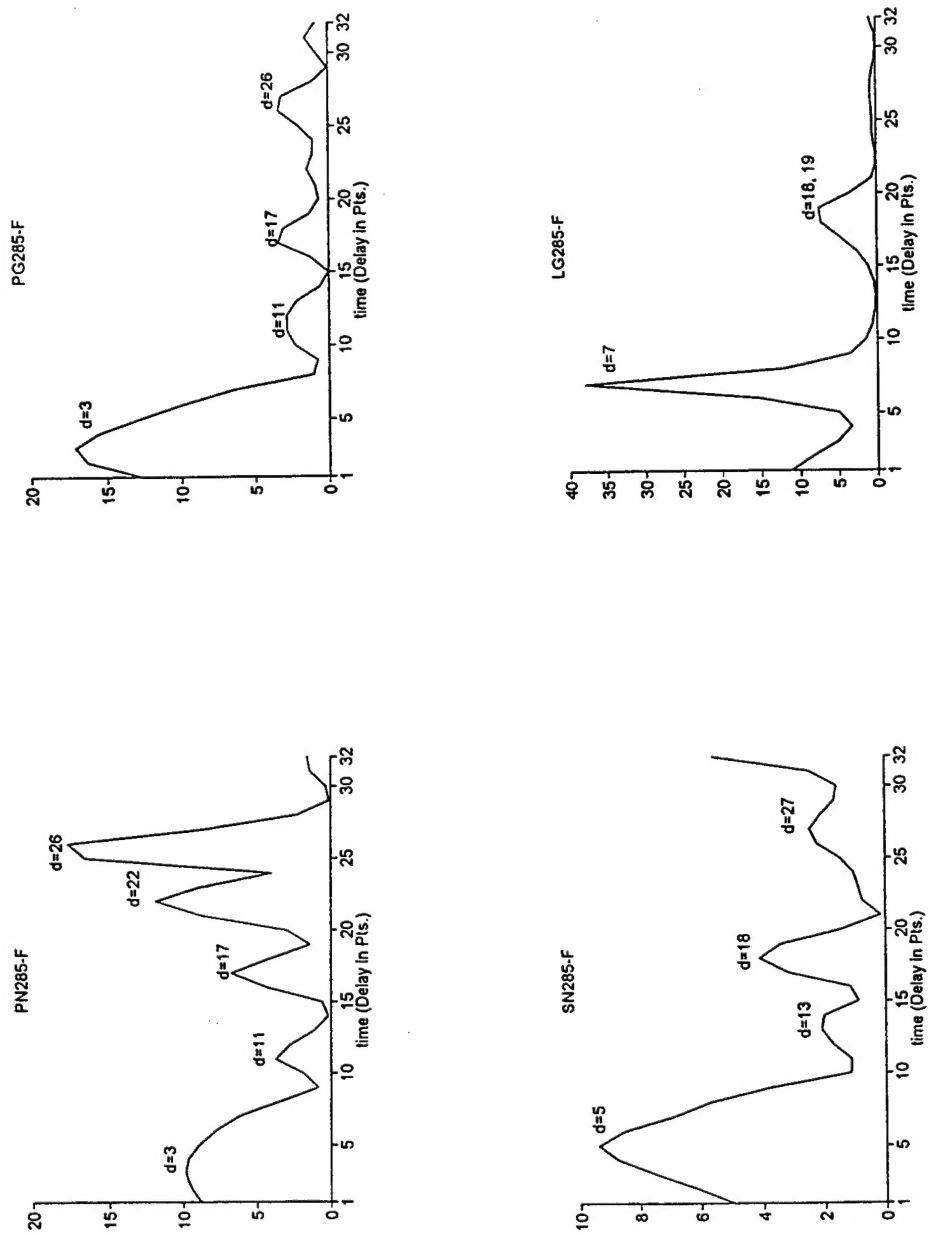 PN285-F
20
15
10
5
0
d=3
d=11
d=17
d=22
d=26
1 5 10 15 20 25 30 32
time (Delay in Pts.)
PG285-F
20
15
10
5
0
d=3
d=11
d=17
d=26
1 5 10 15 20 25 30 32
time (Delay in Pts.)
SN285-F
10
8
6
4
2
0
d=5
d=13
d=18
d=27
1 5 10 15 20 25 30 32
time (Delay in Pts.)
LG285-F
40
35
30
25
20
15
10
5
0
d=7
d=18, 19
1 5 10 15 20 25 30 32
time (Delay in Pts.)